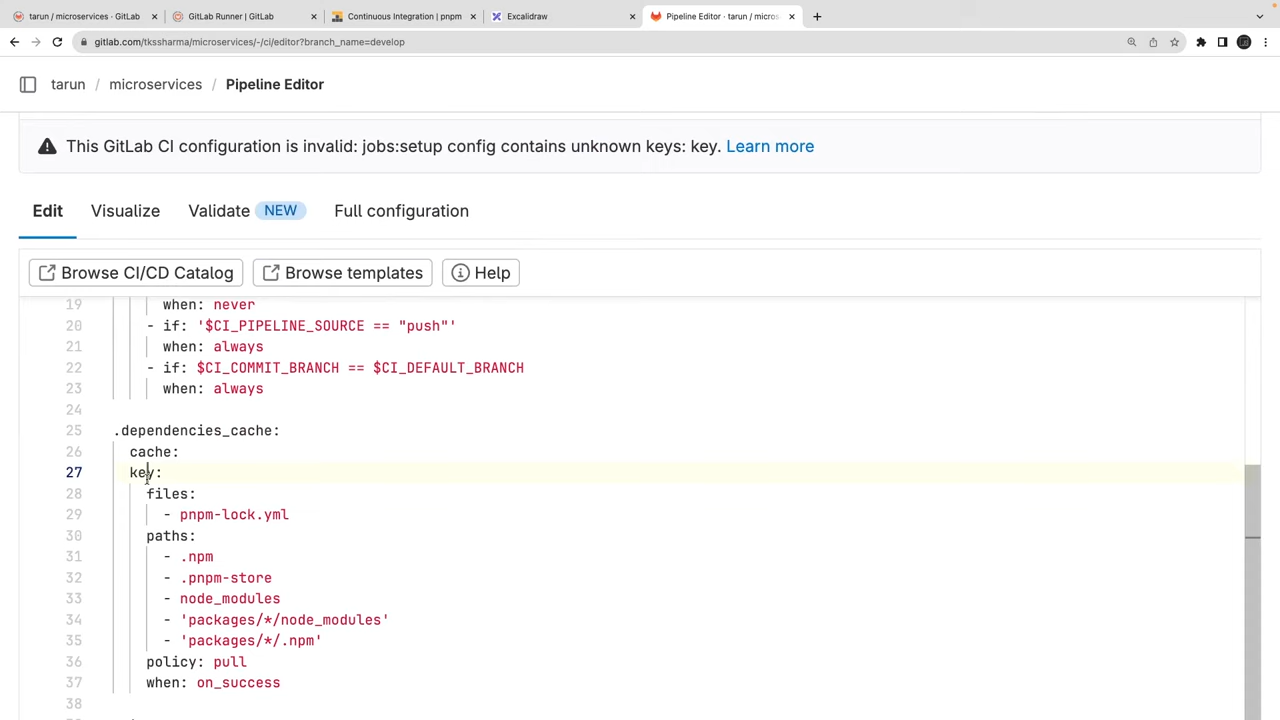 tarun / microservices · GitLab
GitLab Runner | GitLab
Continuous Integration | pnpm
Excalidraw
Pipeline Editor · tarun / micros
gitlab.com/tkssharma/microservices/-/ci/editor?branch_name=develop
tarun / microservices / Pipeline Editor
This GitLab CI configuration is invalid: jobs:setup config contains unknown keys: key. Learn more
Edit Visualize Validate NEW Full configuration
Browse CI/CD Catalog Browse templates Help
19 when: never
20 - if: '$CI_PIPELINE_SOURCE == "push"'
21 when: always
22 - if: $CI_COMMIT_BRANCH == $CI_DEFAULT_BRANCH
23 when: always
24
25 .dependencies_cache:
26 cache:
27 key:
28 files:
29 - pnpm-lock.yml
30 paths:
31 - .npm
32 - .pnpm-store
33 - node_modules
34 - 'packages/*/node_modules'
35 - 'packages/*/.npm'
36 policy: pull
37 when: on_success
38